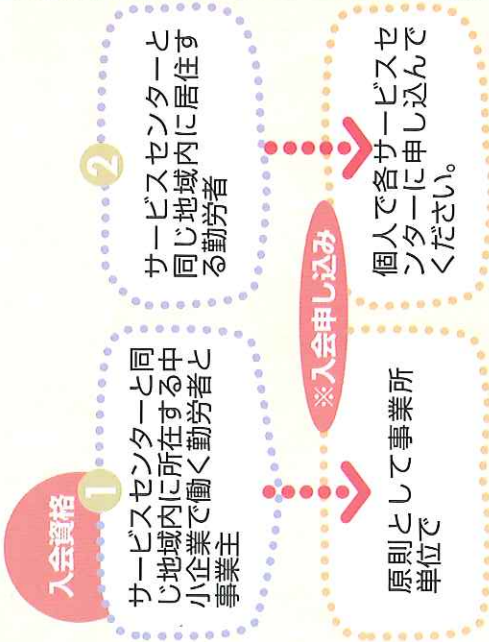 入会資格
1
サービスセンターと同
じ地域内に所在する中
小企業で働く勤労者と
事業主
2
サービスセンターと
同じ地域内に居住す
る勤労者
※入会申し込み
原則として事業所
単位で
個人で各サービスセ
ンターに申し込んで
ください。